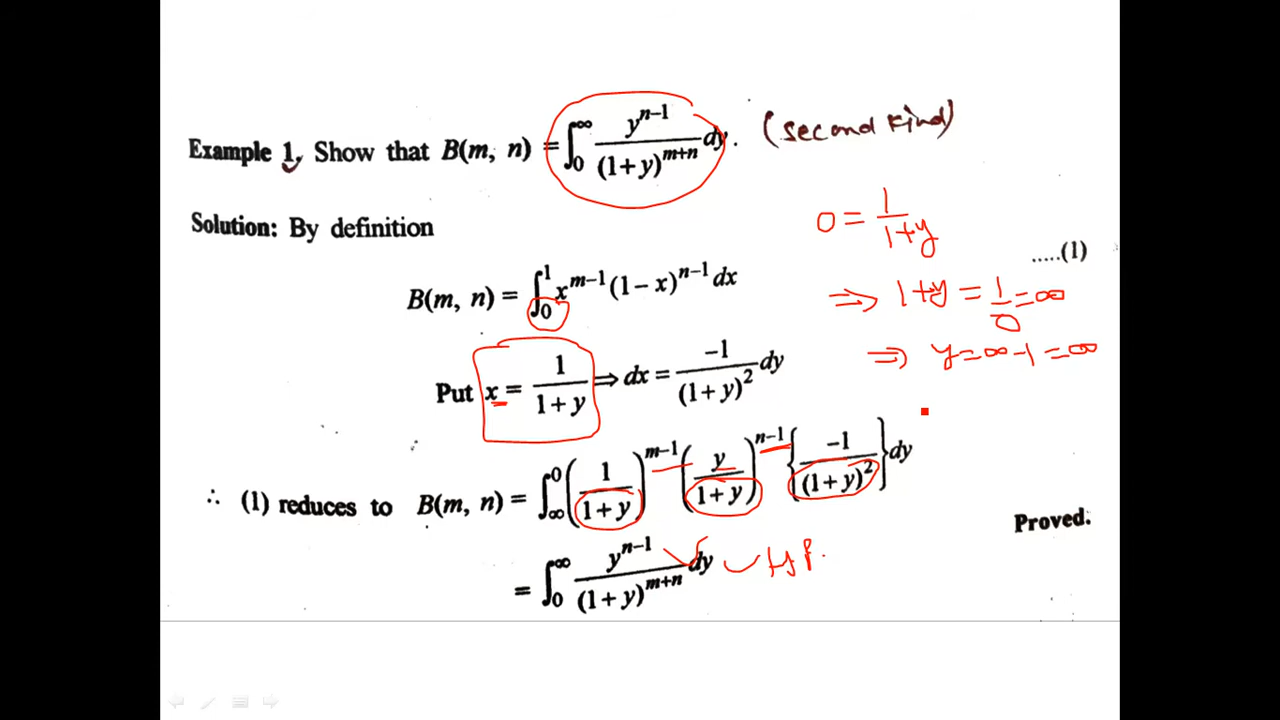 Example 1, Show that B(m, n) = ∫₀^∞ y^(n–1)/(1+y)^(m+n) dy. (second kind)
Solution: By definition
0 = 1/(1+y)
.....(1)
B(m, n) = ∫₀^1 x^(m–1) (1 – x)^(n–1) dx
⇒ 1+y = 1/0 = ∞
Put x = 1/(1 + y) ⇒ dx = –1/(1 + y)² dy
⇒ y = ∞ - 1 = ∞
∴ (1) reduces to B(m, n) = ∫_∞^0 (1/(1 + y))^(m–1) (y/(1 + y))^(n–1) {–1/(1 + y)²} dy
Proved.
= ∫₀^∞ y^(n–1)/(1 + y)^(m+n) dy